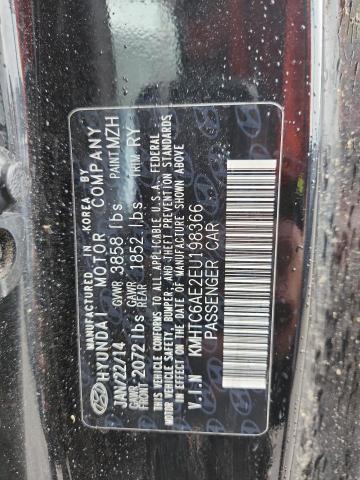 MANUFACTURED IN KOREA BY
HYUNDAI MOTOR COMPANY
JAN/22/14 GVWR 3858 lbs PAINT MZH
GAWR FRONT 2072 lbs GAWR REAR 1852 lbs TRIM RY
THIS VEHICLE CONFORMS TO ALL APPLICABLE U.S.A. FEDERAL
MOTOR VEHICLE SAFETY, BUMPER, AND THEFT PREVENTION STANDARDS
IN EFFECT ON THE DATE OF MANUFACTURE SHOWN ABOVE
V.I.N KMHTC6AE2EU198366
PASSENGER CAR